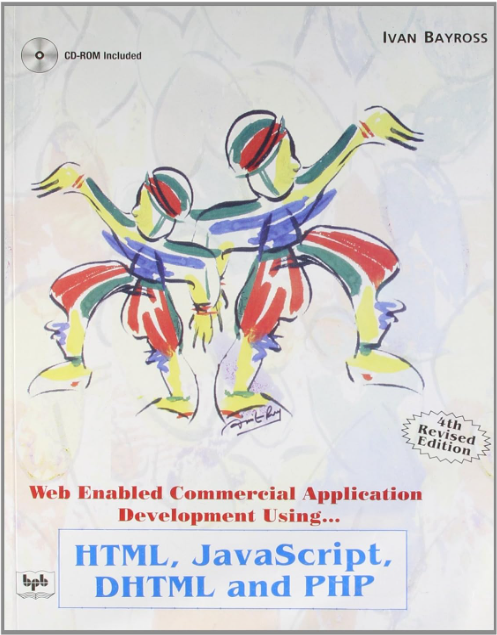 IVAN BAYROSS
CD-ROM Included
4th
Revised
Edition
Web Enabled Commercial Application
Development Using...
HTML, JavaScript,
DHTML and PHP
bpb